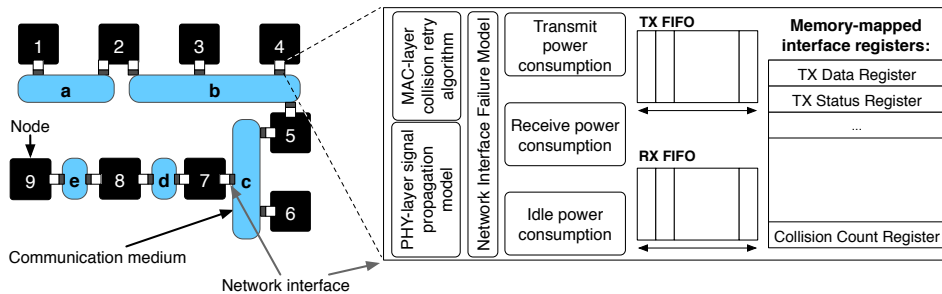 1
2
3
4
a
b
Node
5
9
e
8
d
7
c
6
Communication medium
Network interface
MAC-layer
collision retry
algorithm
PHY-layer signal
propagation
model
Network Interface Failure Model
Transmit
power
consumption
Receive power
consumption
Idle power
consumption
TX FIFO
RX FIFO
Memory-mapped
interface registers:
TX Data Register
TX Status Register
...
Collision Count Register